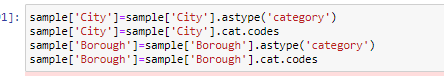 91]: sample['City']=sample['City'].astype('category')
sample['City']=sample['City'].cat.codes
sample['Borough']=sample['Borough'].astype('category')
sample['Borough']=sample['Borough'].cat.codes